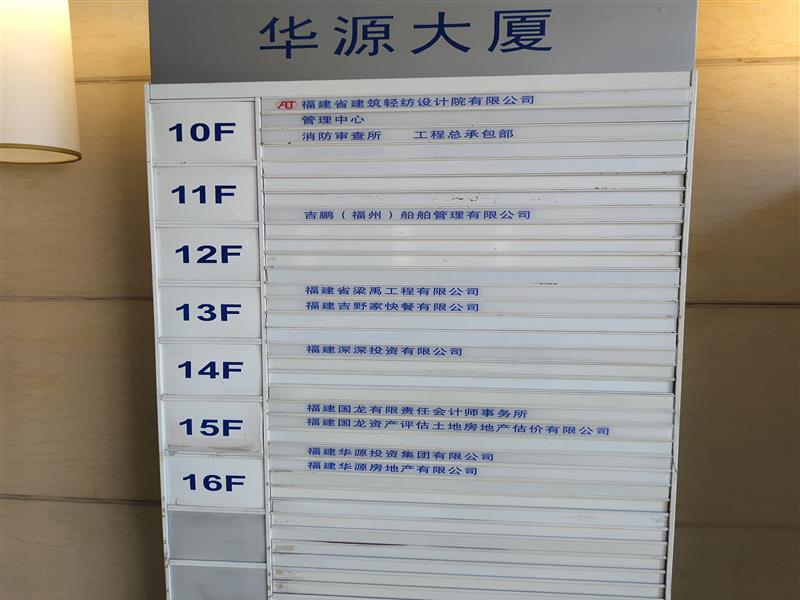 华源大厦
10F
福建省建筑轻纺设计院有限公司
管理中心
消防审查所 工程总承包部
11F
吉鹏(福州)船舶管理有限公司
12F
13F
福建省梁禹工程有限公司
福建吉野家快餐有限公司
14F
福建深深投资有限公司
15F
福建国龙有限责任会计师事务所
福建国龙资产评估土地房地产估价有限公司
16F
福建华源投资集团有限公司
福建华源房地产有限公司